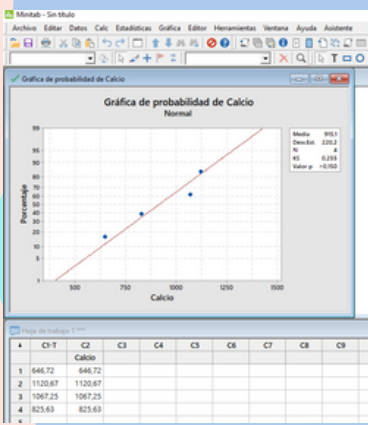 Minitab - Sin título
Archivo Editar Datos Calc Estadísticas Gráfica Editor Herramientas Ventana Ayuda Asistente
Gráfica de probabilidad de Calcio
Gráfica de probabilidad de Calcio
Normal
Media 915,1
Desv.Est. 220,2
N 4
KS 0,255
Valor p >0,150
99
95
90
80
70
60
50
40
30
20
10
5
1
Porcentaje
500 750 1000 1250 1500
Calcio
Hoja de trabajo 1 ***
C1-T C2 C3 C4 C5 C6 C7 C8 C9
Calcio
1 646,72 646,72
2 1120,67 1120,67
3 1067,25 1067,25
4 825,63 825,63